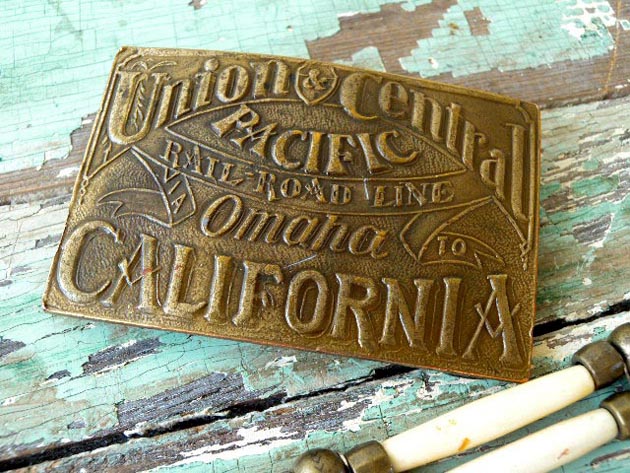 Union & Central
PACIFIC
RAIL-ROAD LINE
VIA Omaha TO
CALIFORNIA